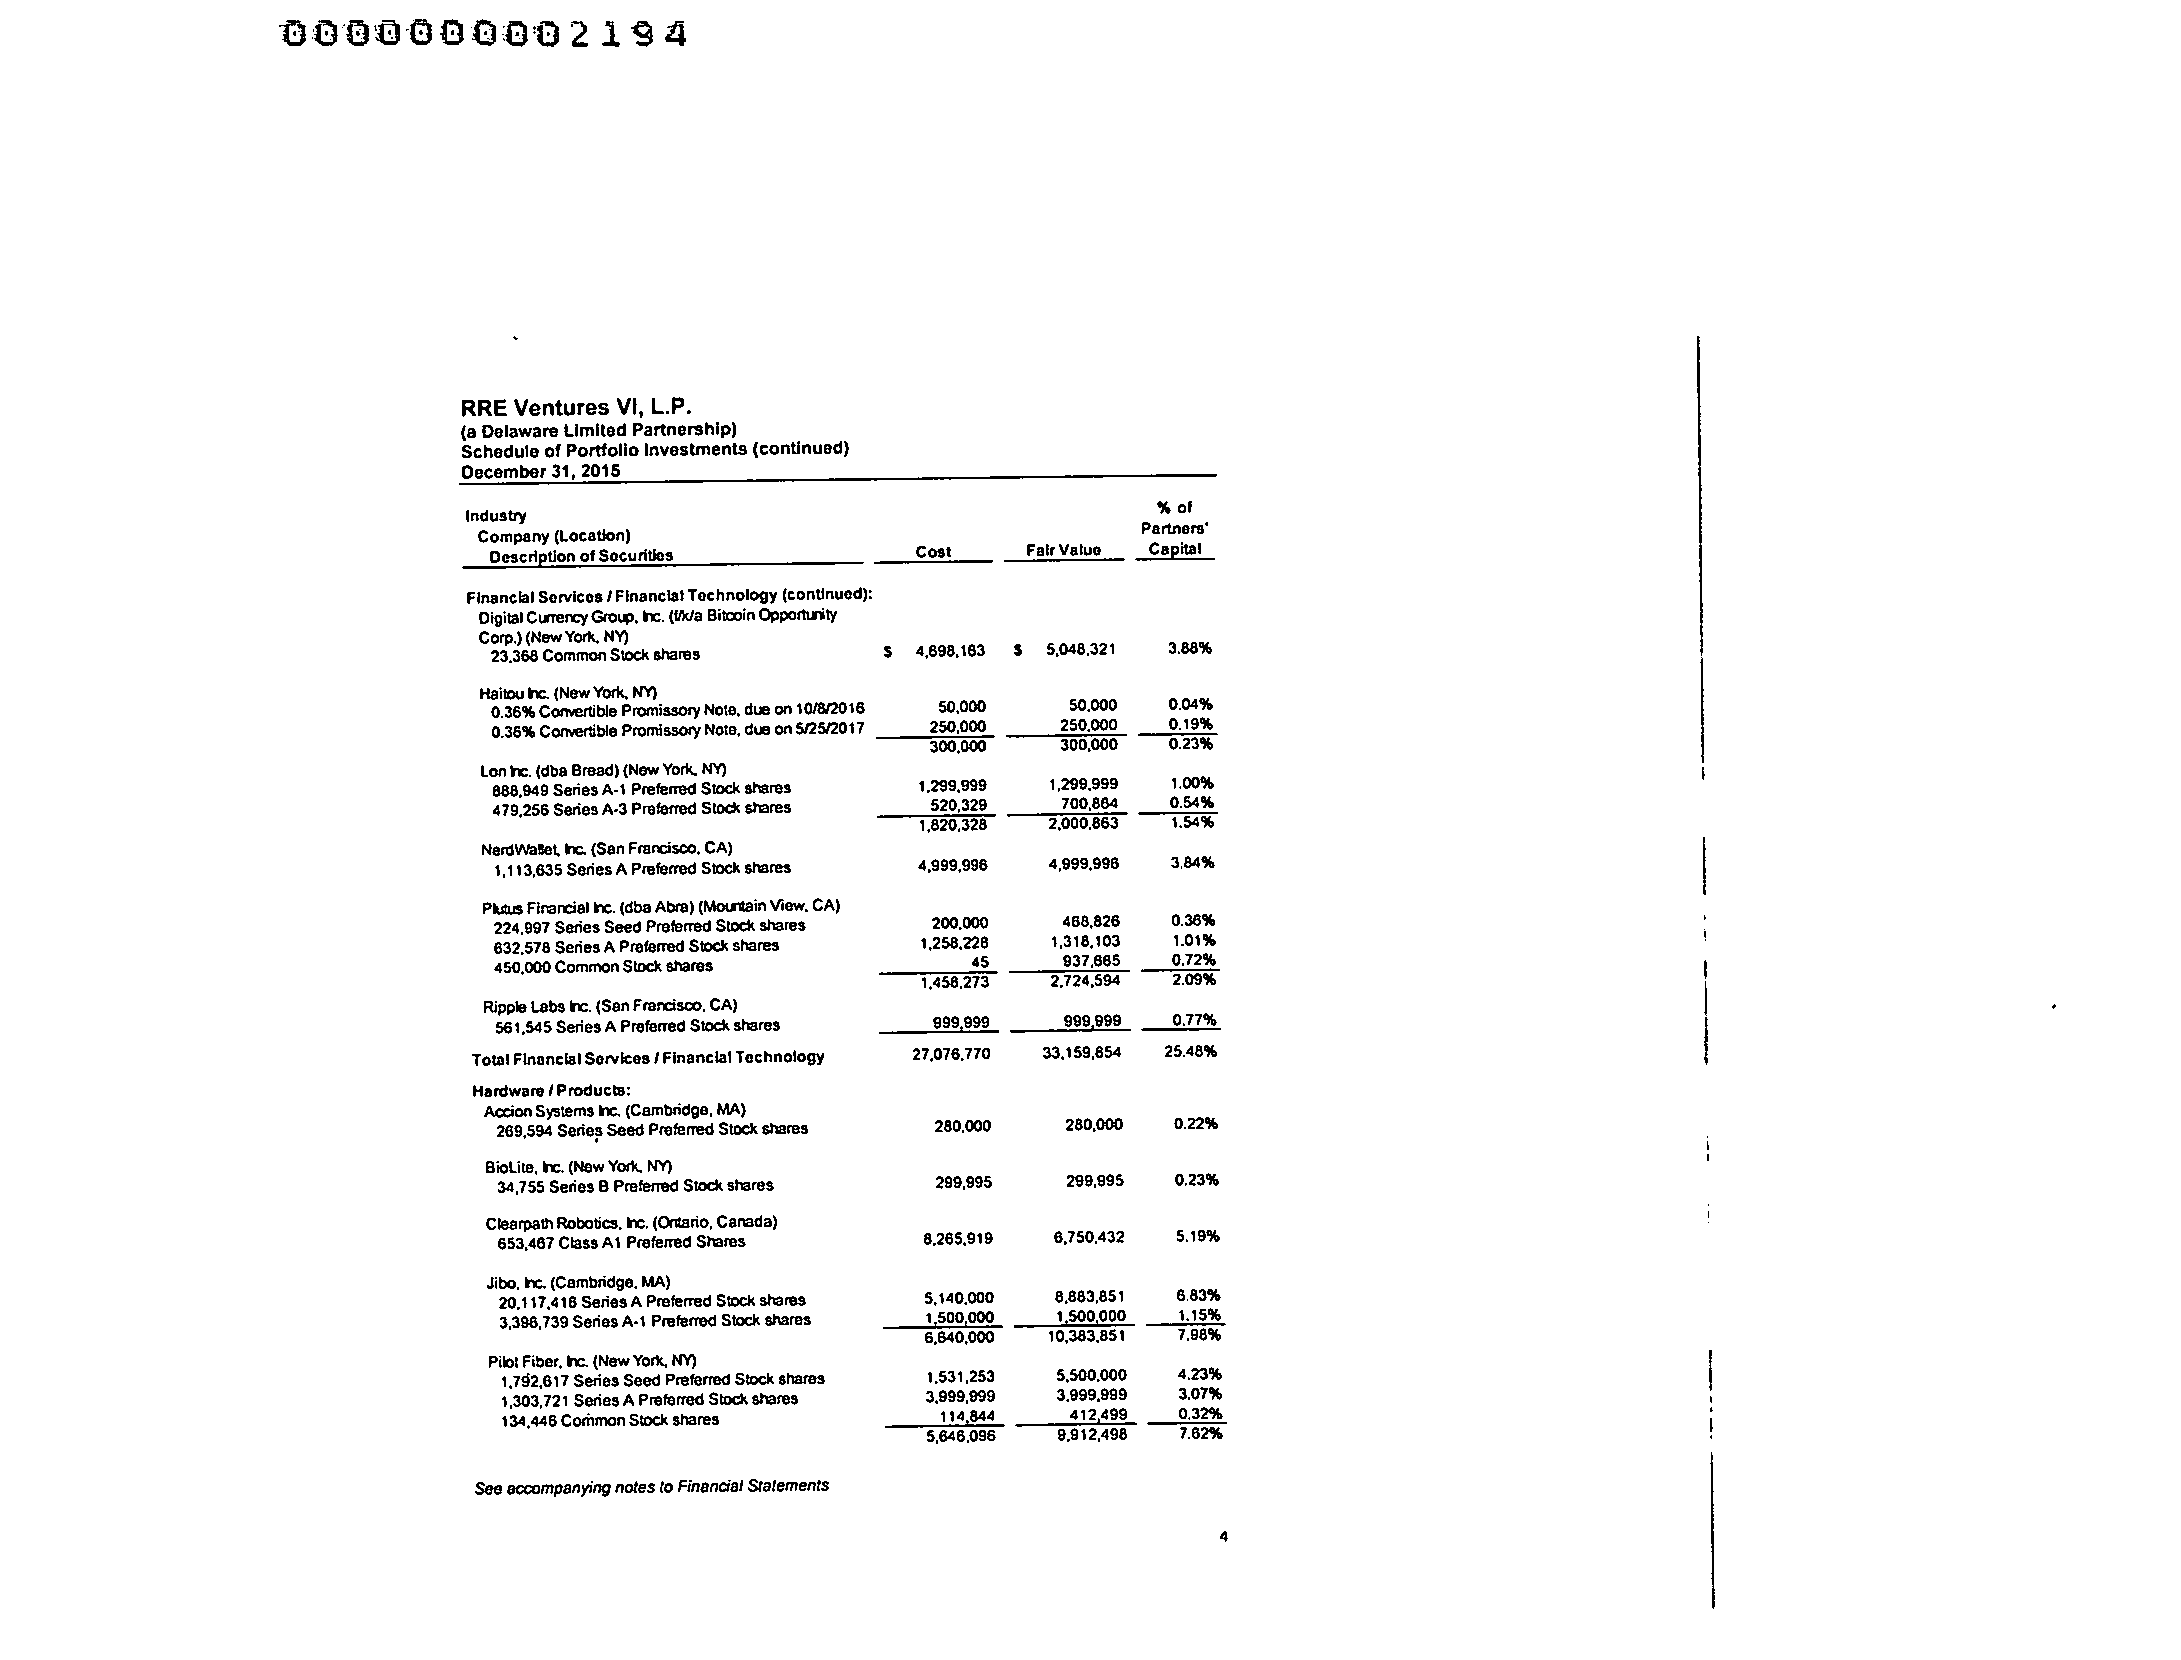 0000000002194
RRE Ventures VI, L.P.
(a Delaware Limited Partnership)
Schedule of Portfolio Investments (continued)
December 31, 2015
Industry
Company (Location)
Description of Securities Cost Fair Value % of Partners' Capital
Financial Services / Financial Technology (continued):
Digital Currency Group, Inc. (f/k/a Bitcoin Opportunity
Corp.) (New York, NY)
23,368 Common Stock shares $ 4,698,163 $ 5,048,321 3.88%
Haitou Inc. (New York, NY)
0.36% Convertible Promissory Note, due on 10/8/2016 50,000 50,000 0.04%
0.36% Convertible Promissory Note, due on 5/25/2017 250,000 250,000 0.19%
300,000 300,000 0.23%
Lon Inc. (dba Bread) (New York, NY)
888,949 Series A-1 Preferred Stock shares 1,299,999 1,299,999 1.00%
479,256 Series A-3 Preferred Stock shares 520,329 700,864 0.54%
1,820,328 2,000,863 1.54%
NerdWallet, Inc. (San Francisco, CA)
1,113,635 Series A Preferred Stock shares 4,999,996 4,999,996 3.84%
Plutus Financial Inc. (dba Abra) (Mountain View, CA)
224,997 Series Seed Preferred Stock shares 200,000 468,826 0.36%
632,578 Series A Preferred Stock shares 1,258,228 1,318,103 1.01%
450,000 Common Stock shares 45 937,665 0.72%
1,458,273 2,724,594 2.09%
Ripple Labs Inc. (San Francisco, CA)
561,545 Series A Preferred Stock shares 999,999 999,999 0.77%
Total Financial Services / Financial Technology 27,076,770 33,159,654 25.48%
Hardware / Products:
Accion Systems Inc. (Cambridge, MA)
269,594 Series Seed Preferred Stock shares 280,000 280,000 0.22%
BioLite, Inc. (New York, NY)
34,755 Series B Preferred Stock shares 299,995 299,995 0.23%
Clearpath Robotics, Inc. (Ontario, Canada)
653,467 Class A1 Preferred Shares 8,265,919 6,750,432 5.19%
Jibo, Inc. (Cambridge, MA)
20,117,416 Series A Preferred Stock shares 5,140,000 8,883,851 6.83%
3,396,739 Series A-1 Preferred Stock shares 1,500,000 1,500,000 1.15%
6,640,000 10,383,851 7.98%
Pilot Fiber, Inc. (New York, NY)
1,792,617 Series Seed Preferred Stock shares 1,531,253 5,500,000 4.23%
1,303,721 Series A Preferred Stock shares 3,999,999 3,999,999 3.07%
134,446 Common Stock shares 114,844 412,499 0.32%
5,646,096 9,912,498 7.62%
See accompanying notes to Financial Statements
4